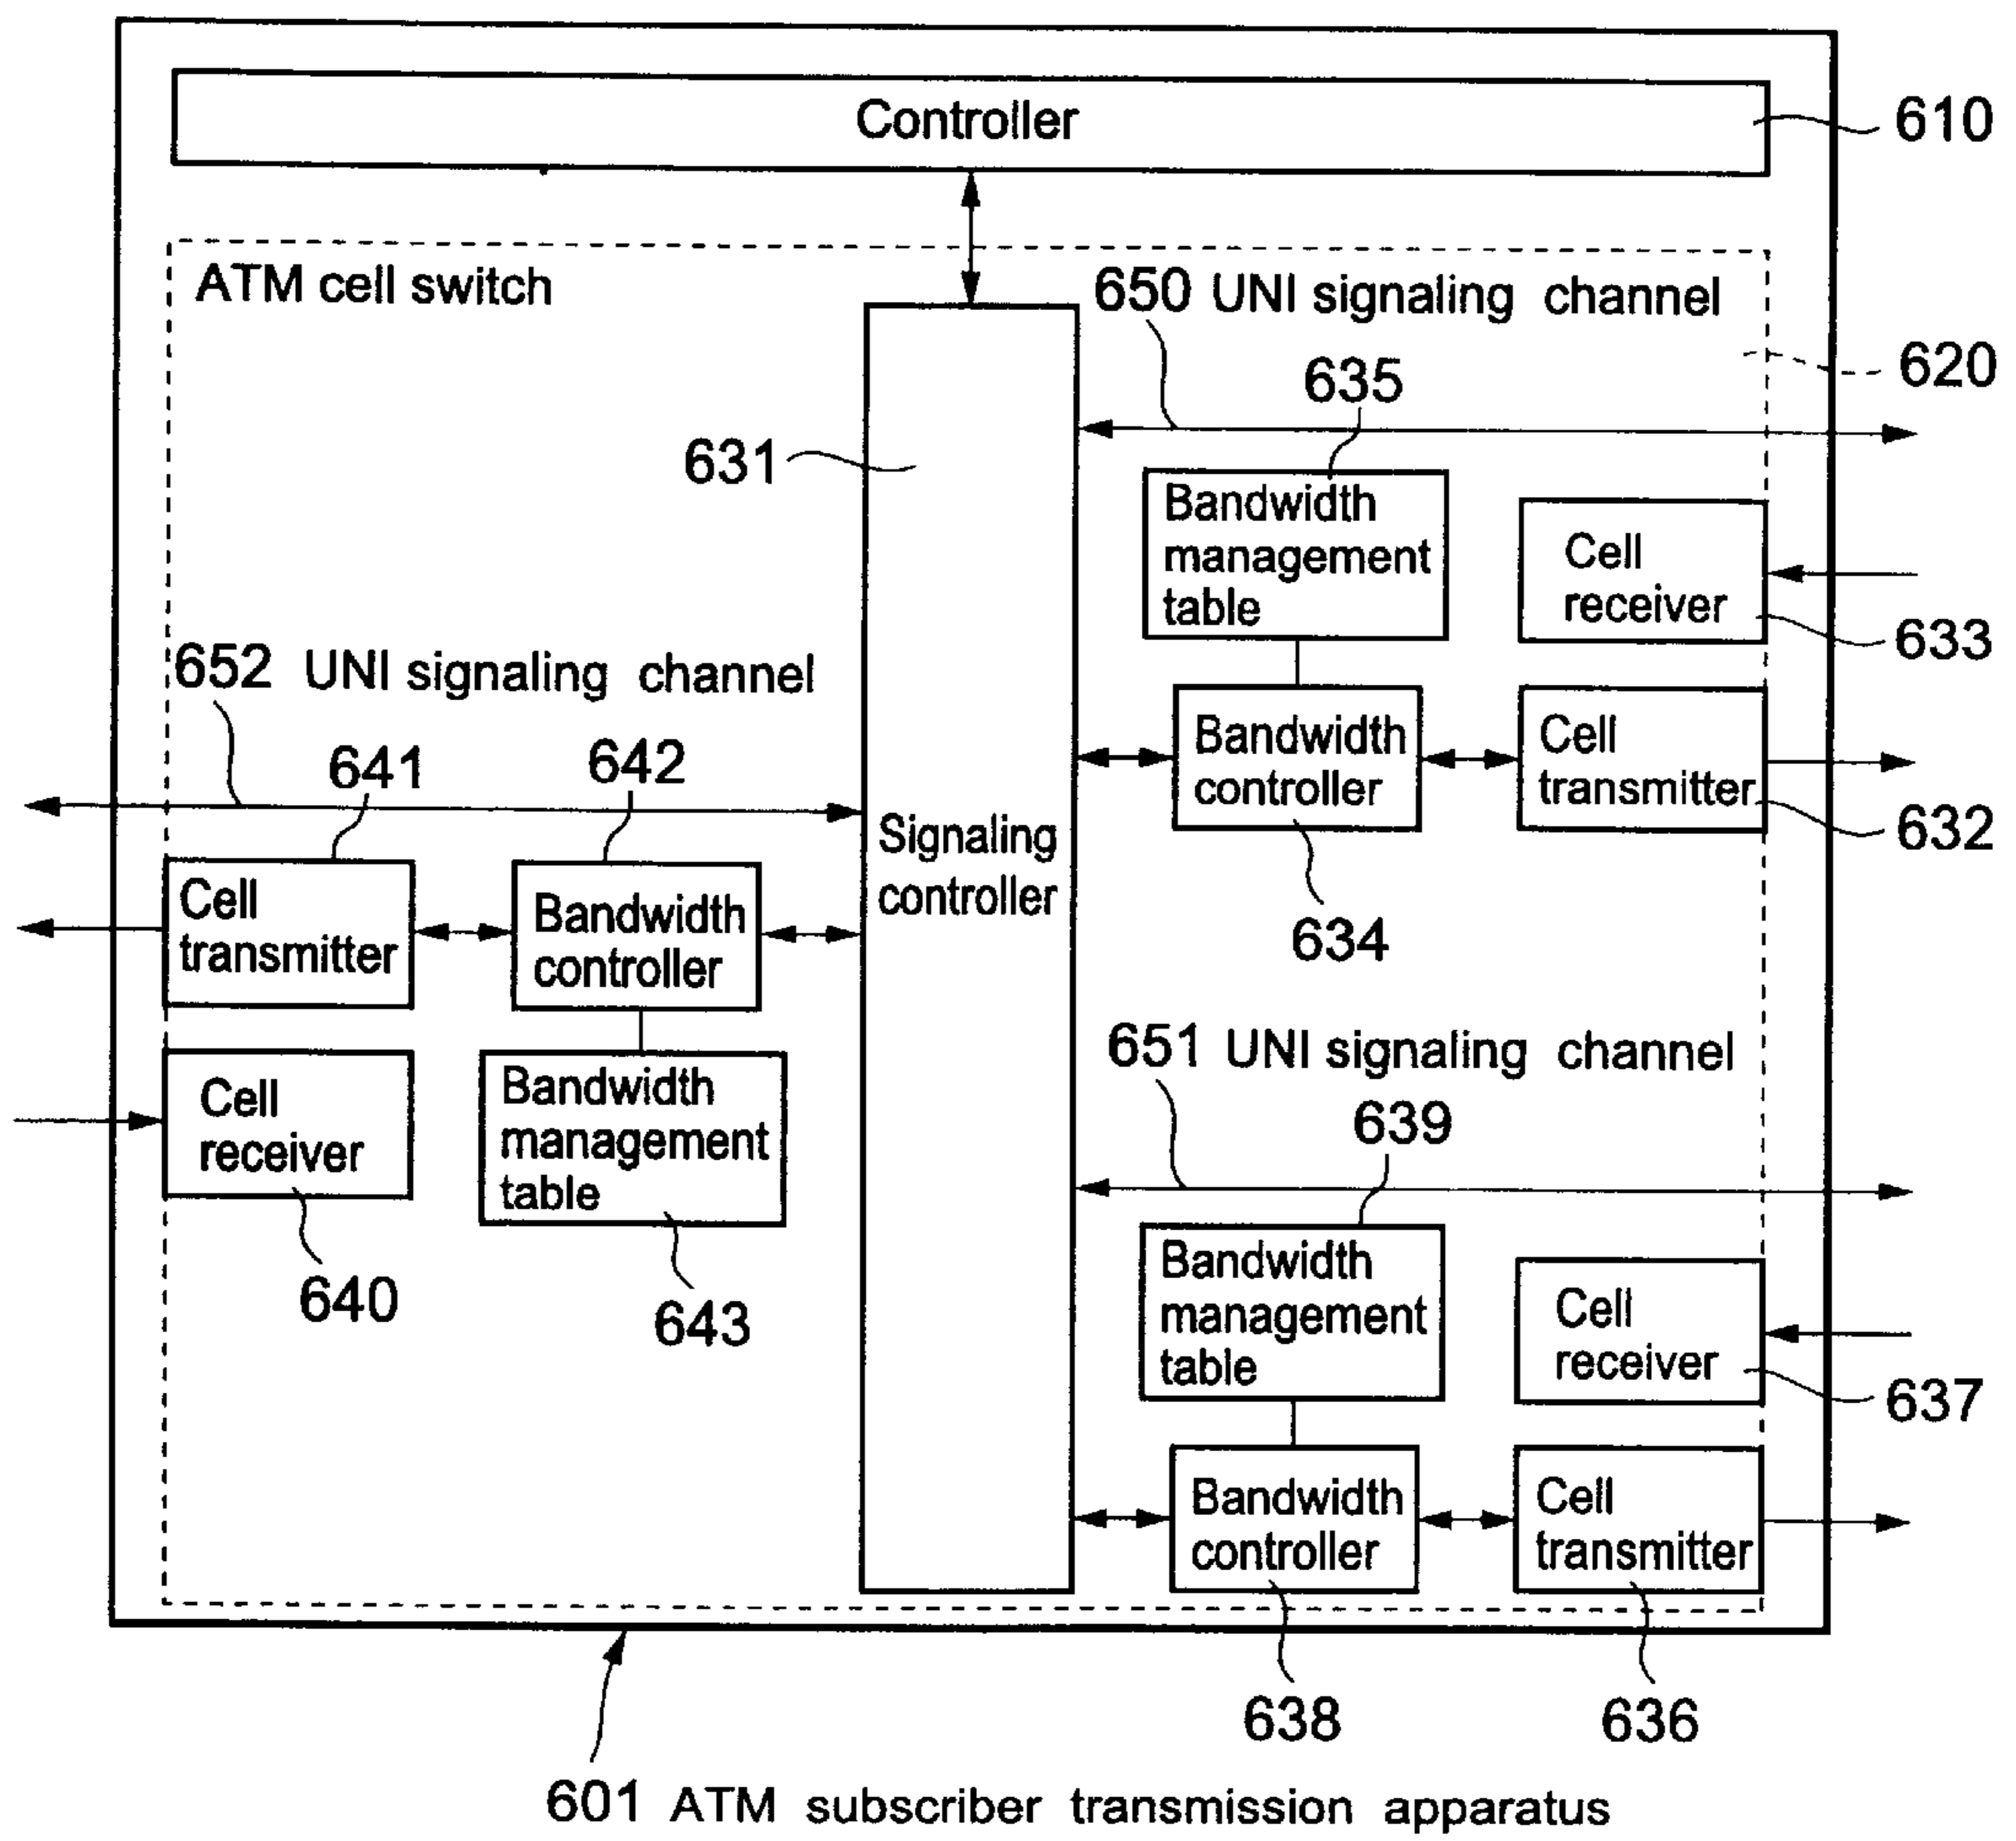 Controller
610
ATM cell switch
650 UNI signaling channel
620
635
631
Bandwidth
management
table
Cell
receiver
633
652 UNI signaling channel
641
642
Bandwidth
controller
Cell
transmitter
632
634
Signaling
controller
Cell
transmitter
Bandwidth
controller
Cell
receiver
640
Bandwidth
management
table
643
651 UNI signaling channel
639
Bandwidth
management
table
Cell
receiver
637
Bandwidth
controller
Cell
transmitter
638
636
601 ATM subscriber transmission apparatus